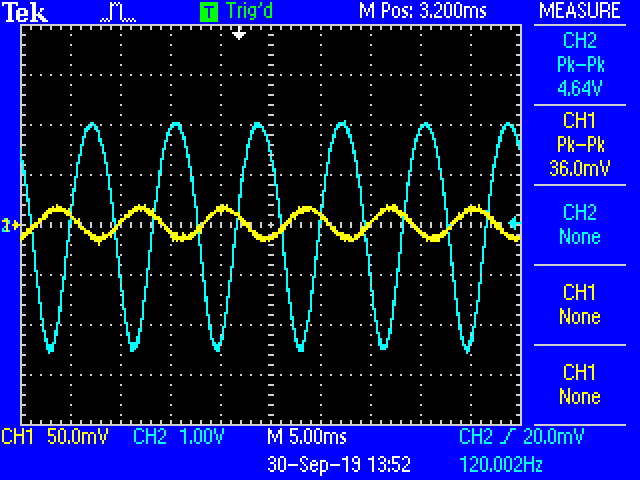 Tek T Trig'd M Pos: 3.200ms MEASURE
CH2
Pk-Pk
4.64V
CH1
Pk-Pk
36.0mV
CH2
None
CH1
None
CH1
None
CH1 50.0mV CH2 1.00V M 5.00ms CH2 20.0mV
30-Sep-19 13:52 120.002Hz